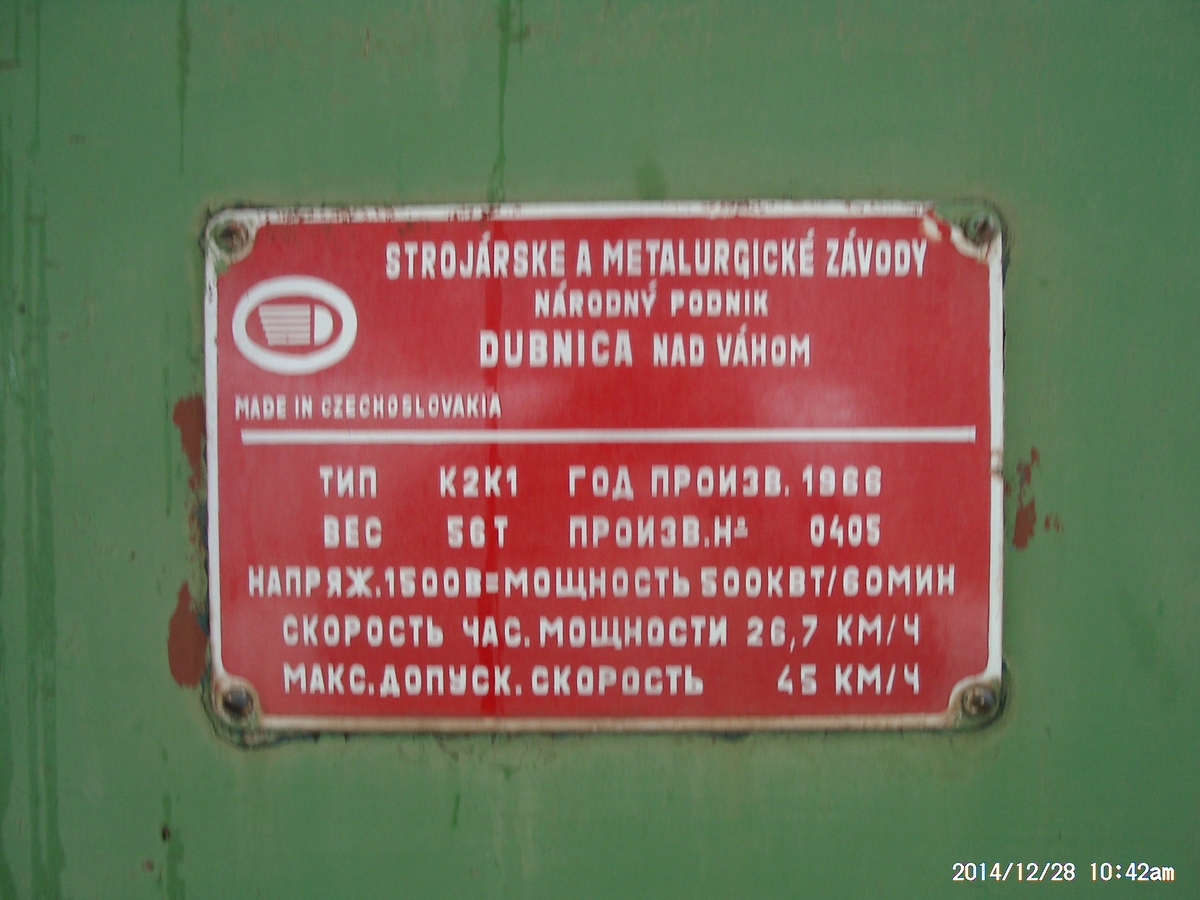 STROJÁRSKE A METALURGICKÉ ZÁVODY
NÁRODNÝ PODNIK
DUBNICA NAD VÁHOM
MADE IN CZECHOSLOVAKIA
ТИП К2К1 ГОД ПРОИЗВ. 1966
ВЕС 56Т ПРОИЗВ.Нº 0405
НАПРЯЖ.1500В=МОЩНОСТЬ 500КВТ/60МИН
СКОРОСТЬ ЧАС. МОЩНОСТИ 26,7 КМ/Ч
МАКС.ДОПУСК.СКОРОСТЬ 45 КМ/Ч
2014/12/28 10:42am